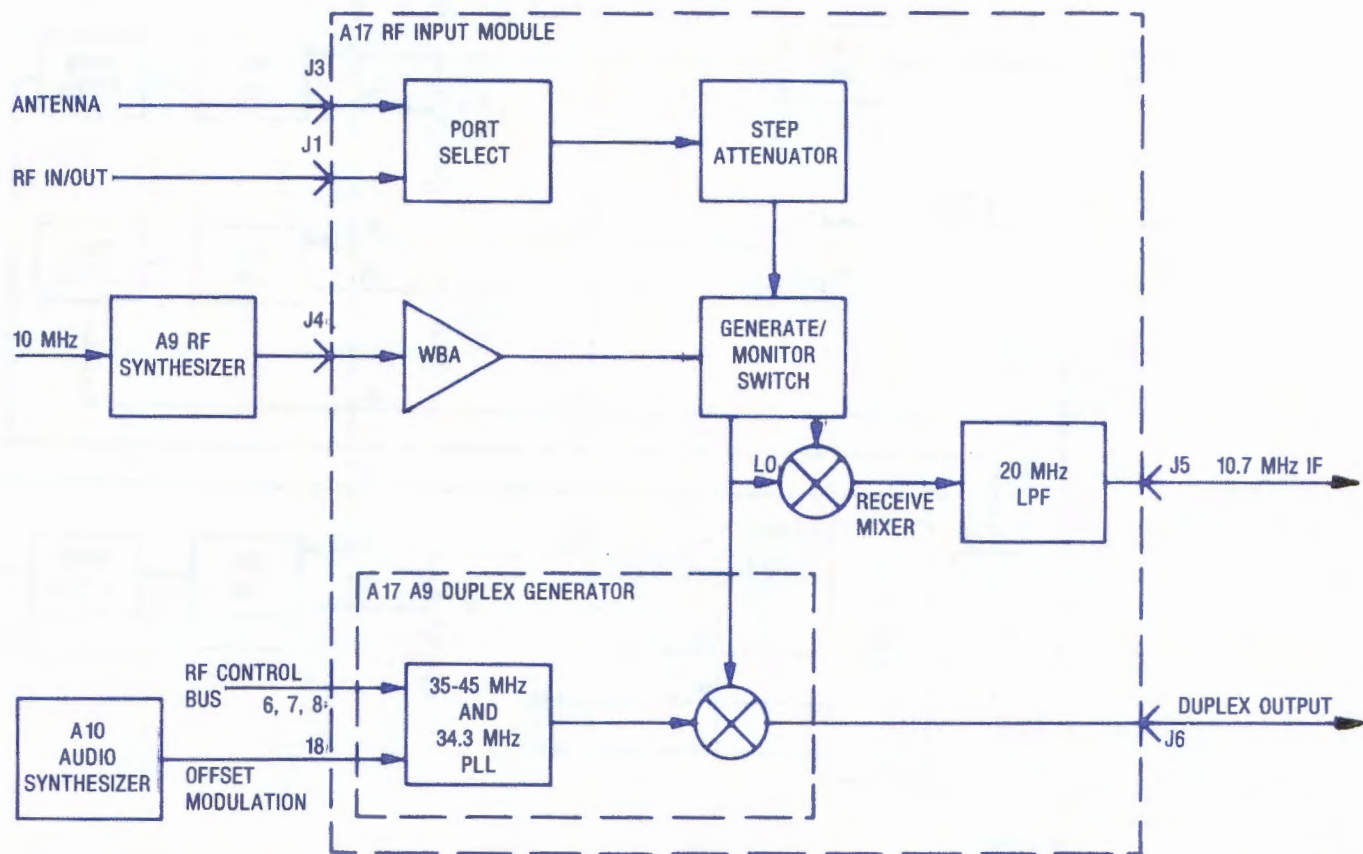 A17 RF INPUT MODULE
J3
ANTENNA
J1
RF IN/OUT
PORT
SELECT
STEP
ATTENUATOR
10 MHz
A9 RF
SYNTHESIZER
J4
WBA
GENERATE/
MONITOR
SWITCH
LO
RECEIVE
MIXER
20 MHz
LPF
J5
10.7 MHz IF
A17 A9 DUPLEX GENERATOR
RF CONTROL
BUS
6, 7, 8
35-45 MHz
AND
34.3 MHz
PLL
A10
AUDIO
SYNTHESIZER
18
OFFSET
MODULATION
DUPLEX OUTPUT
J6